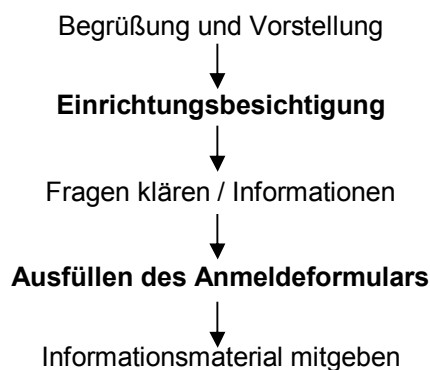 Begrüßung und Vorstellung
Einrichtungsbesichtigung
Fragen klären / Informationen
Ausfüllen des Anmeldeformulars
Informationsmaterial mitgeben